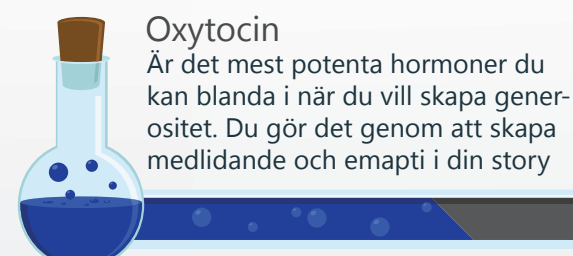 Oxytocin
Är det mest potenta hormoner du
kan blanda i när du vill skapa gener-
ositet. Du gör det genom att skapa
medlidande och emapti i din story